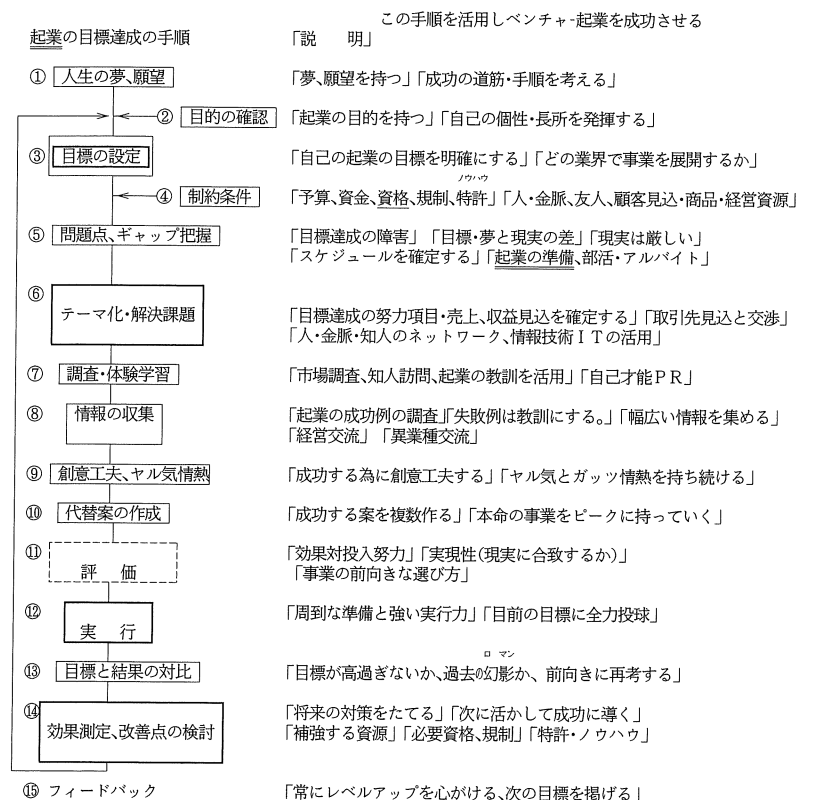 この手順を活用しベンチャ-起業を成功させる
起業の目標達成の手順 「説　明」
① 人生の夢、願望 「夢、願望を持つ」「成功の道筋・手順を考える」
② 目的の確認 「起業の目的を持つ」「自己の個性・長所を発揮する」
③ 目標の設定 「自己の起業の目標を明確にする」「どの業界で事業を展開するか」
ノウハウ
④ 制約条件 「予算、資金、資格、規制、特許」「人・金脈、友人、顧客見込・商品・経営資源」
⑤ 問題点、ギャップ把握 「目標達成の障害」「目標・夢と現実の差」「現実は厳しい」
「スケジュールを確定する」「起業の準備、部活・アルバイト」
⑥ テーマ化・解決課題 「目標達成の努力項目・売上、収益見込を確定する」「取引先見込と交渉」
「人・金脈・知人のネットワーク、情報技術ＩＴの活用」
⑦ 調査・体験学習 「市場調査、知人訪問、起業の教訓を活用」「自己才能ＰＲ」
⑧ 情報の収集 「起業の成功例の調査」「失敗例は教訓にする。」「幅広い情報を集める」
「経営交流」「異業種交流」
⑨ 創意工夫、ヤル気情熱 「成功する為に創意工夫する」「ヤル気とガッツ情熱を持ち続ける」
⑩ 代替案の作成 「成功する案を複数作る」「本命の事業をピークに持っていく」
⑪ 評　価 「効果対投入努力」「実現性(現実に合致するか)」
「事業の前向きな選び方」
⑫ 実　行 「周到な準備と強い実行力」「目前の目標に全力投球」
ロマン
⑬ 目標と結果の対比 「目標が高過ぎないか、過去の幻影か、前向きに再考する」
⑭ 効果測定、改善点の検討 「将来の対策をたてる」「次に活かして成功に導く」
「補強する資源」「必要資格、規制」「特許・ノウハウ」
⑮ フィードバック 「常にレベルアップを心がける、次の目標を掲げる」